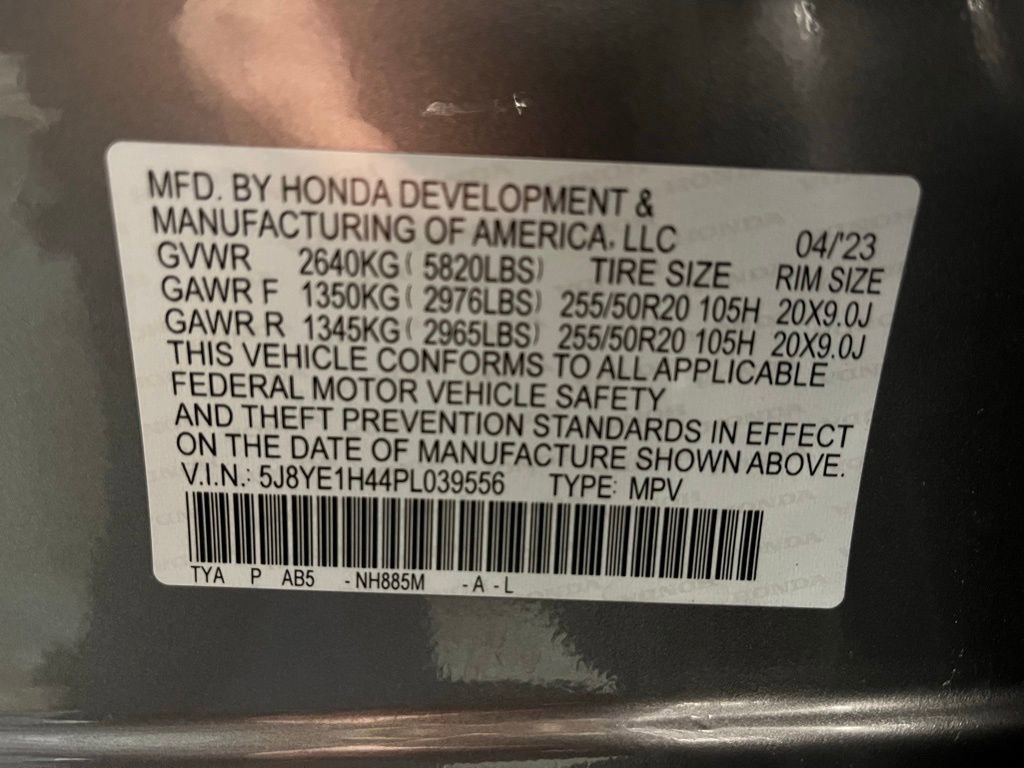 MFD. BY HONDA DEVELOPMENT &
MANUFACTURING OF AMERICA, LLC 04/'23
GVWR 2640KG ( 5820LBS) TIRE SIZE RIM SIZE
GAWR F 1350KG ( 2976LBS) 255/50R20 105H 20X9.0J
GAWR R 1345KG ( 2965LBS) 255/50R20 105H 20X9.0J
THIS VEHICLE CONFORMS TO ALL APPLICABLE
FEDERAL MOTOR VEHICLE SAFETY
AND THEFT PREVENTION STANDARDS IN EFFECT
ON THE DATE OF MANUFACTURE SHOWN ABOVE.
V.I.N.: 5J8YE1H44PL039556 TYPE: MPV
TYA P AB5 -NH885M -A -L